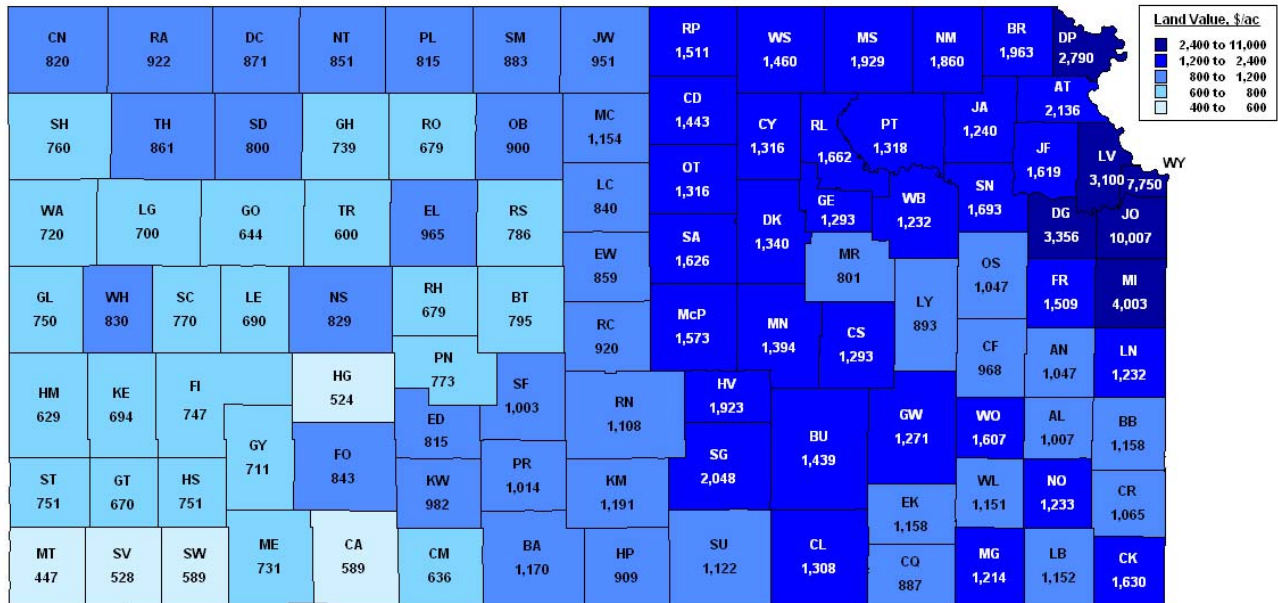 Land Value, $/ac
2,400 to 11,000
1,200 to 2,400
800 to 1,200
600 to 800
400 to 600
CN
820
RA
922
DC
871
NT
851
PL
815
SM
883
JW
951
RP
1,511
WS
1,460
MS
1,929
NM
1,860
BR
1,963
DP
2,790
AT
2,136
SH
760
TH
861
SD
800
GH
739
RO
679
OB
900
MC
1,154
CD
1,443
CY
1,316
RL
1,662
PT
1,318
JA
1,240
JF
1,619
LV
3,100
WY
7,750
LC
840
OT
1,316
WA
720
LG
700
GO
644
TR
600
EL
965
RS
786
EW
859
SA
1,626
DK
1,340
GE
1,293
WB
1,232
SN
1,693
DG
3,356
JO
10,007
MR
801
OS
1,047
FR
1,509
MI
4,003
GL
750
WH
830
SC
770
LE
690
NS
829
RH
679
BT
795
RC
920
McP
1,573
MN
1,394
CS
1,293
LY
893
CF
968
AN
1,047
LN
1,232
HM
629
KE
694
FI
747
HG
524
PN
773
SF
1,003
RN
1,108
HV
1,923
BU
1,439
GW
1,271
WO
1,607
AL
1,007
BB
1,158
GY
711
FO
843
ED
815
PR
1,014
SG
2,048
ST
751
GT
670
HS
751
KW
982
KM
1,191
EK
1,158
WL
1,151
NO
1,233
CR
1,065
MT
447
SV
528
SW
589
ME
731
CA
589
CM
636
BA
1,170
HP
909
SU
1,122
CL
1,308
CQ
887
MG
1,214
LB
1,152
CK
1,630